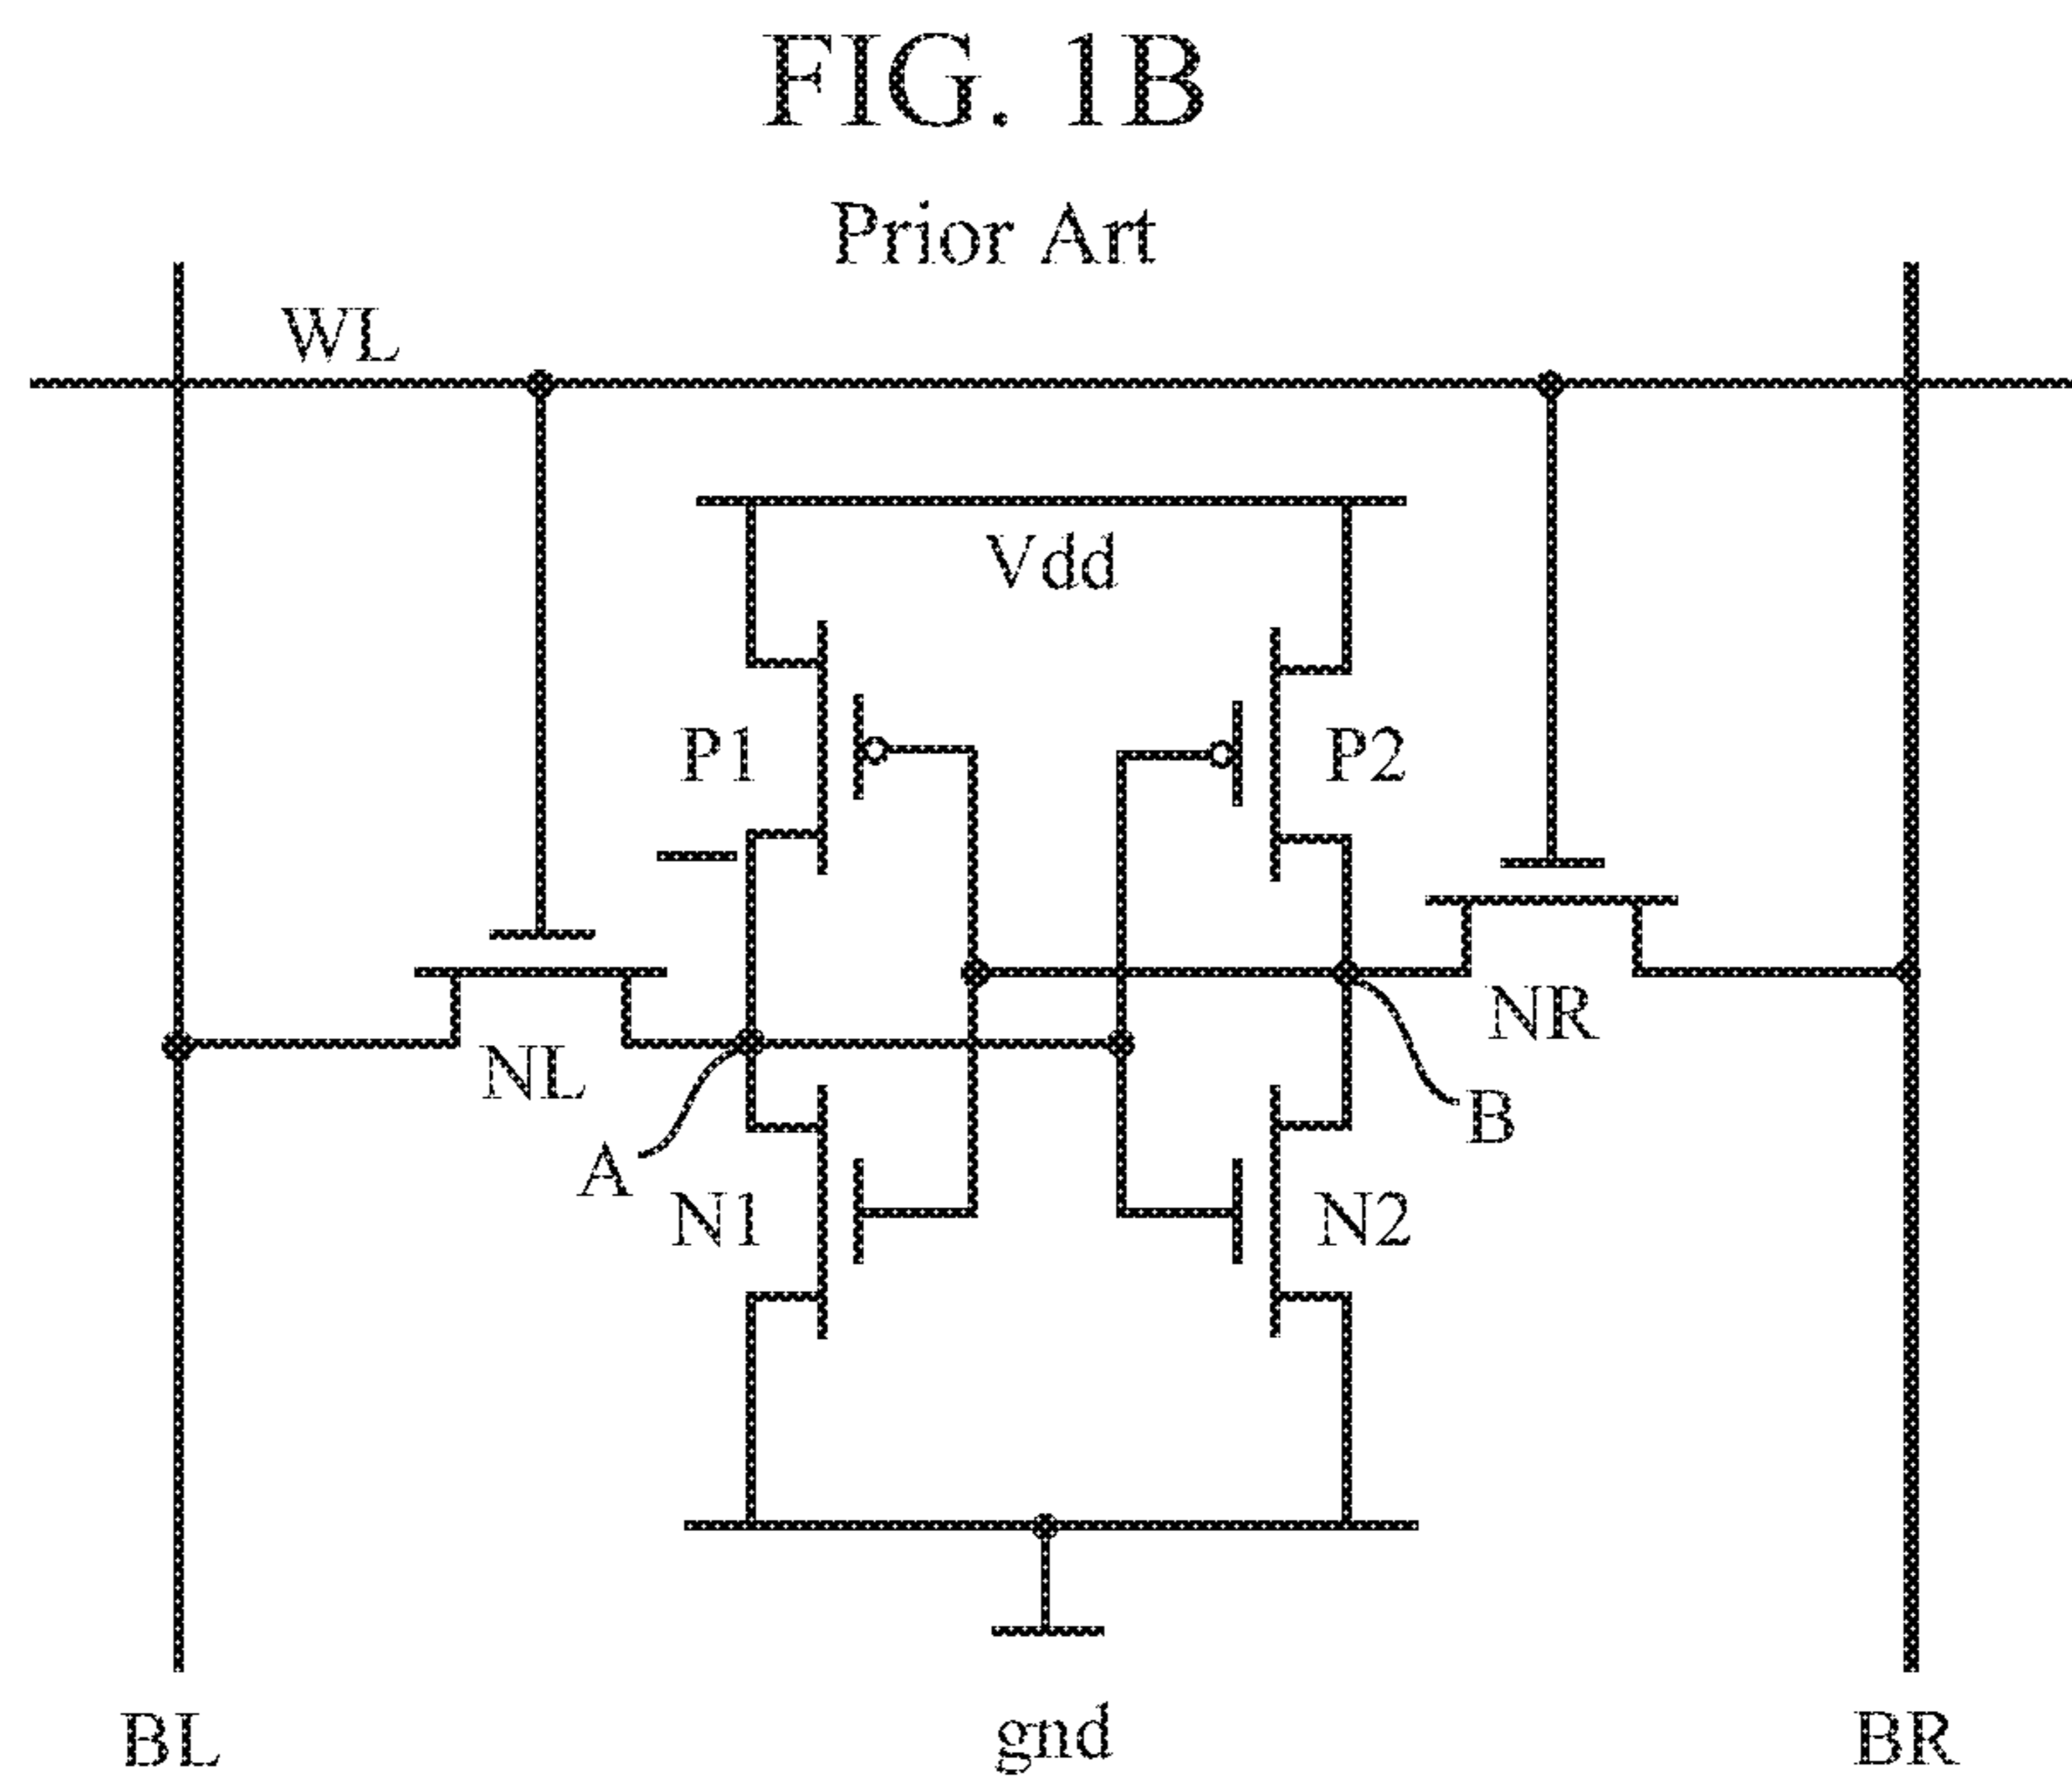 FIG. 1B
Prior Art
WL
Vdd
P1
P2
NL
NR
A
B
N1
N2
BL
gnd
BR